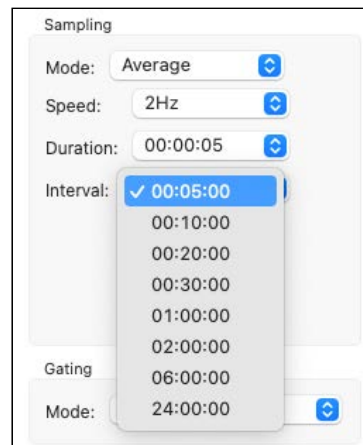 Sampling
Mode: Average
Speed: 2Hz
Duration: 00:00:05
Interval: ✓ 00:05:00
00:10:00
00:20:00
00:30:00
01:00:00
02:00:00
06:00:00
24:00:00
Gating
Mode: